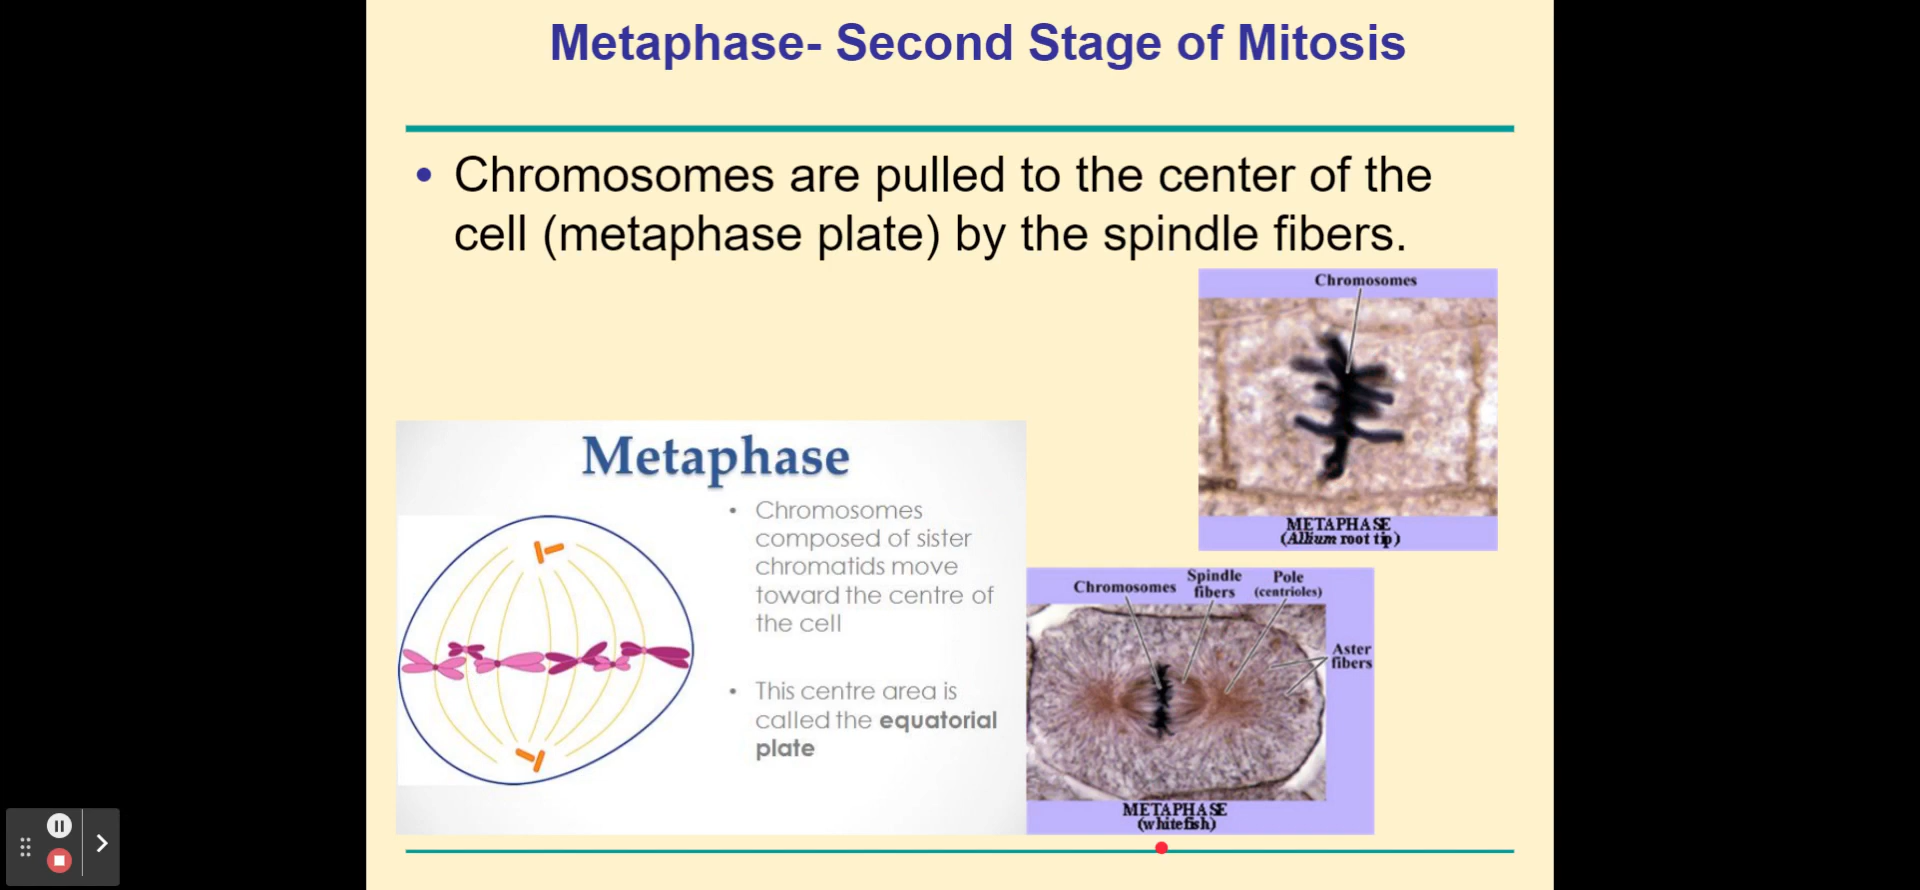 Metaphase- Second Stage of Mitosis
• Chromosomes are pulled to the center of the
cell (metaphase plate) by the spindle fibers.
Chromosomes
METAPHASE
(Allium root tip)
Metaphase
• Chromosomes
composed of sister
chromatids move
toward the centre of
the cell
• This centre area is
called the equatorial
plate
Chromosomes
Spindle
fibers
Pole
(centrioles)
Aster
fibers
METAPHASE
(whitefish)